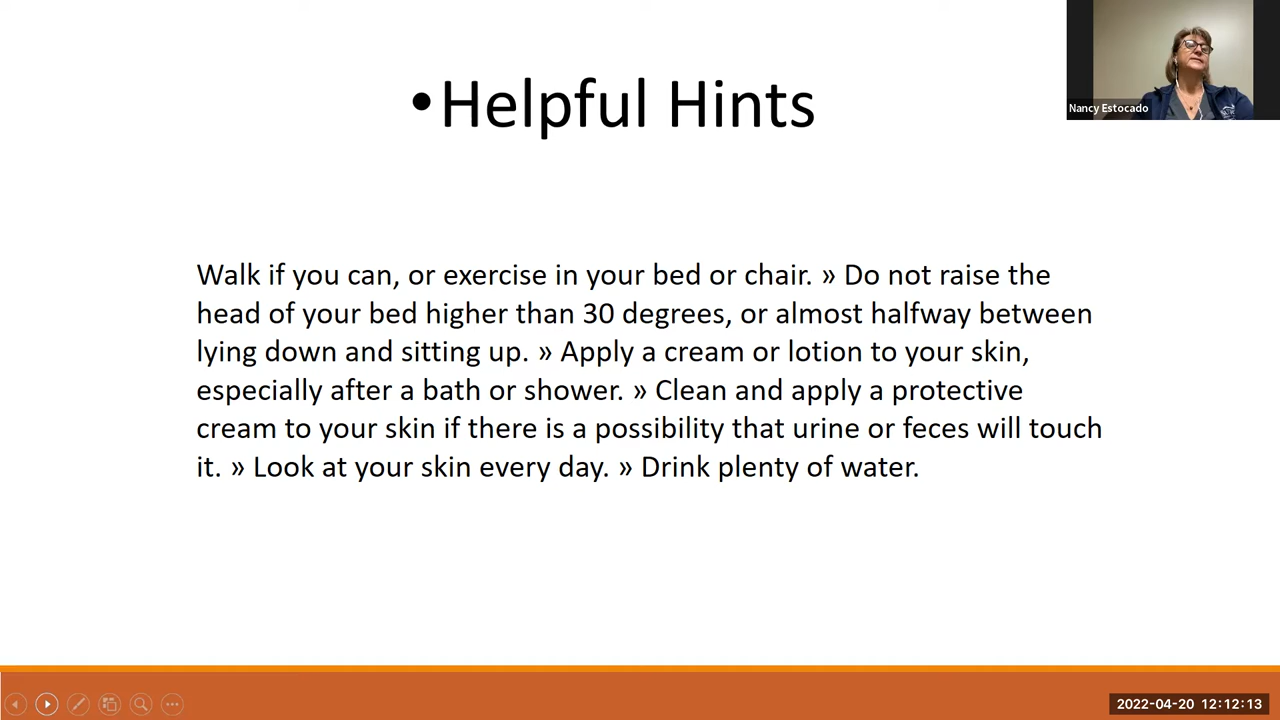 •Helpful Hints
Nancy Estocado
Walk if you can, or exercise in your bed or chair. » Do not raise the
head of your bed higher than 30 degrees, or almost halfway between
lying down and sitting up. » Apply a cream or lotion to your skin,
especially after a bath or shower. » Clean and apply a protective
cream to your skin if there is a possibility that urine or feces will touch
it. » Look at your skin every day. » Drink plenty of water.
2022-04-20 12:12:13